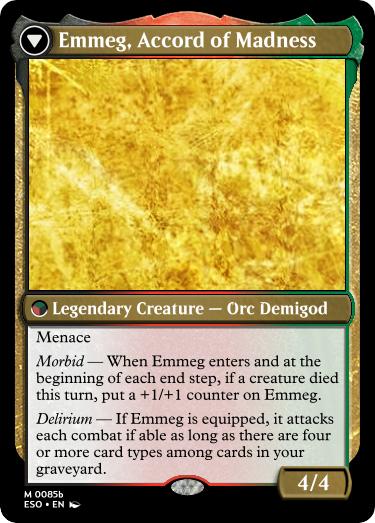 Emmeg, Accord of Madness
Legendary Creature — Orc Demigod
Menace
Morbid — When Emmeg enters and at the
beginning of each end step, if a creature died
this turn, put a +1/+1 counter on Emmeg.
Delirium — If Emmeg is equipped, it attacks
each combat if able as long as there are four
or more card types among cards in your
graveyard.
4/4
M 0085b
ESO • EN